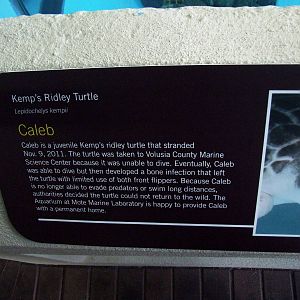 Kemp's Ridley Turtle
Lepidochelys kempii
Caleb
Caleb is a juvenile Kemp's ridley turtle that stranded
Nov. 9, 2011. The turtle was taken to Volusia County Marine
Science Center because it was unable to dive. Eventually, Caleb
was able to dive but then developed a bone infection that left
the turtle with limited use of both front flippers. Because Caleb
is no longer able to evade predators or swim long distances,
authorities decided the turtle could not return to the wild. The
Aquarium at Mote Marine Laboratory is happy to provide Caleb
with a permanent home.